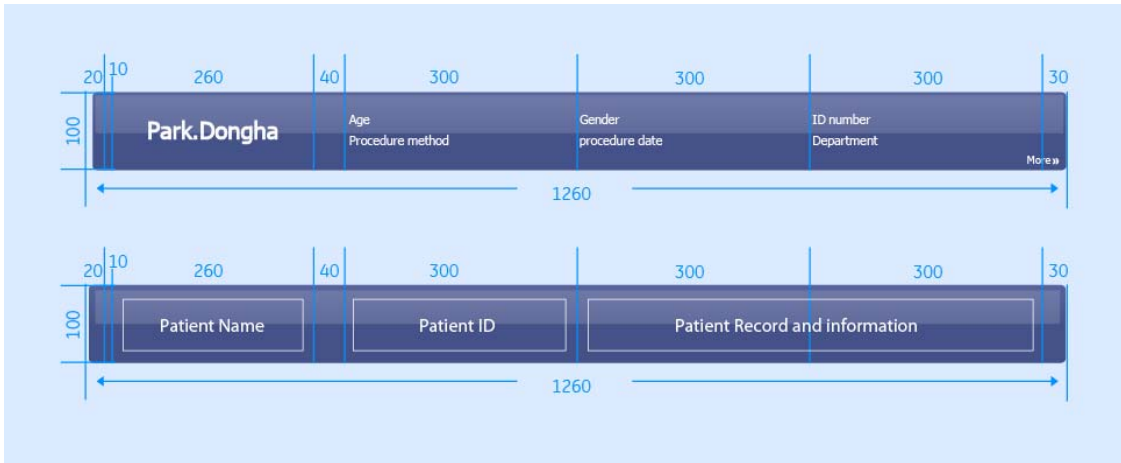 20 10 260 40 300 300 300 30
100
Park.Dongha
Age Gender ID number
Procedure method procedure date Department
More»
1260
20 10 260 40 300 300 300 30
100
Patient Name Patient ID Patient Record and information
1260